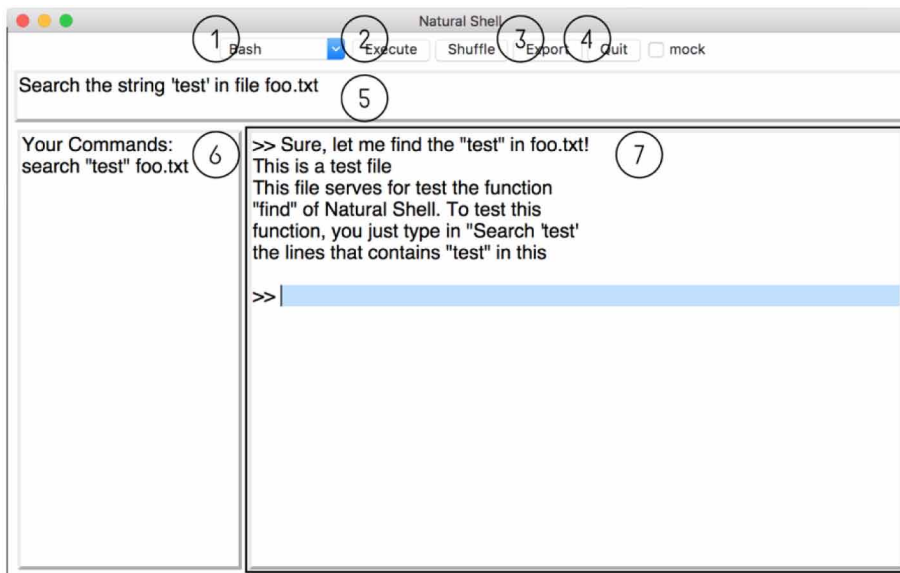 Natural Shell
1 Bash 2 Execute Shuffle 3 Export 4 Quit mock
Search the string 'test' in file foo.txt
5
Your Commands:
search "test" foo.txt
6
>> Sure, let me find the "test" in foo.txt!
This is a test file
This file serves for test the function
"find" of Natural Shell. To test this
function, you just type in "Search 'test'
the lines that contains "test" in this
>>
7